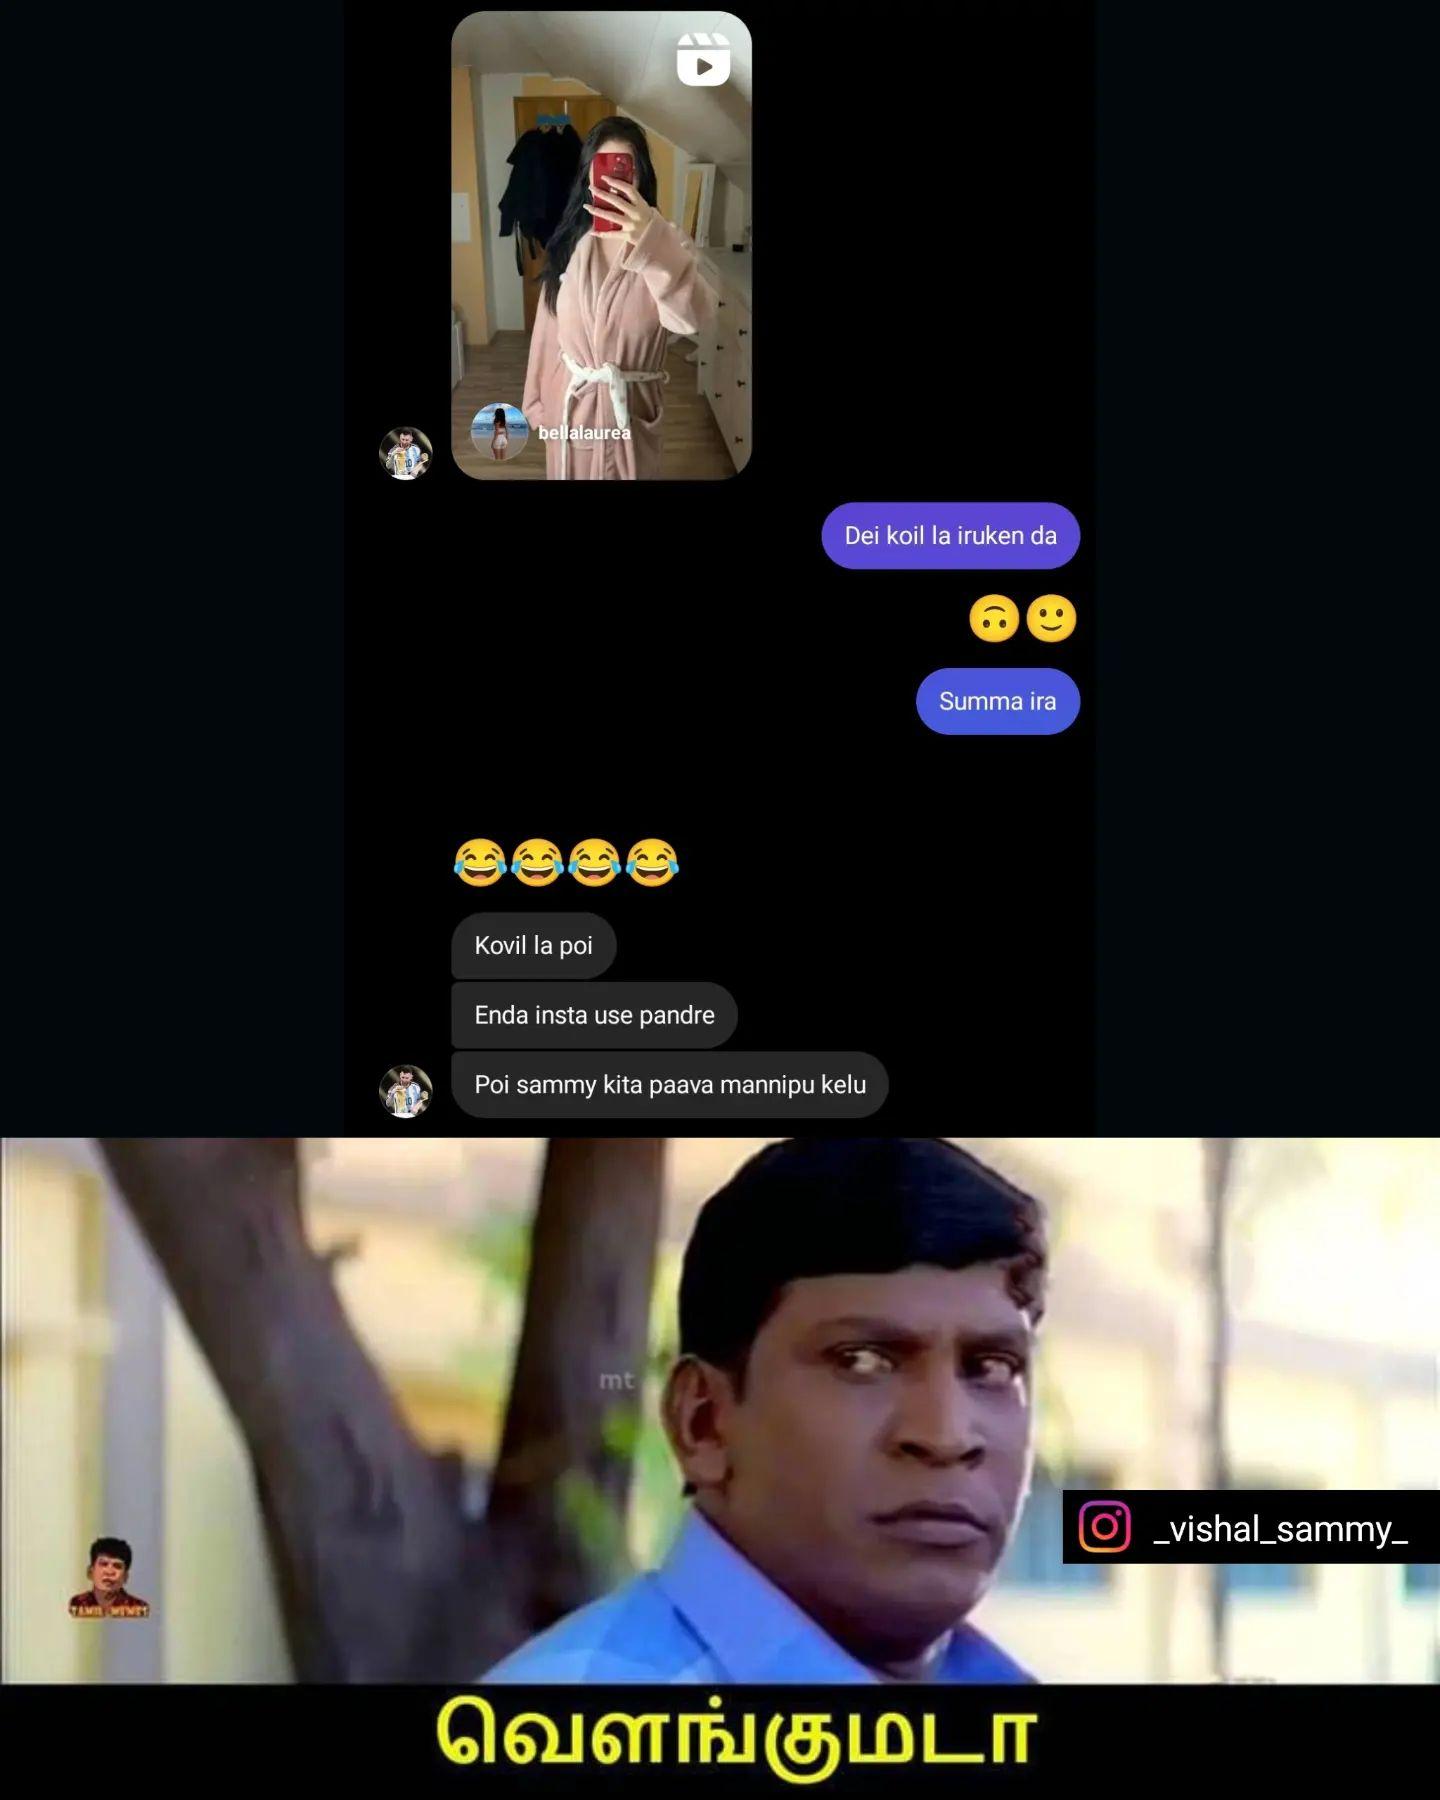 bellalaurea
Dei koil la iruken da
🙃🙂
Summa ira
😂😂😂😂
Kovil la poi
Enda insta use pandre
Poi sammy kita paava mannipu kelu
mt
_vishal_sammy_
வெளங்குமடா